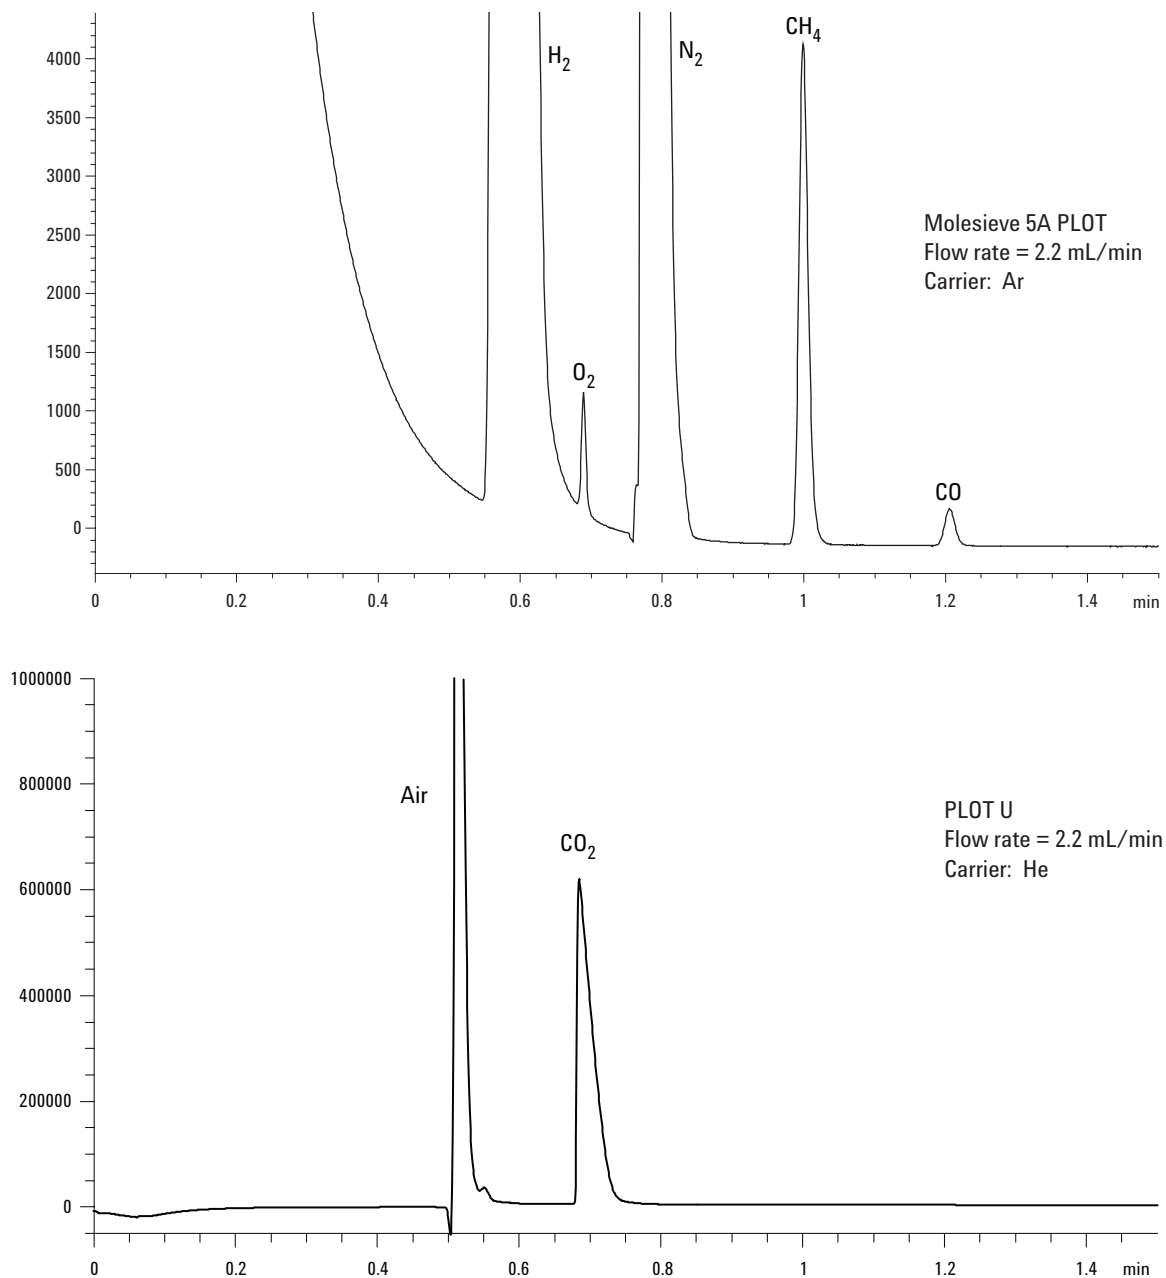 CH₄
H₂
N₂
4000
3500
3000
2500
2000
1500
1000
500
0
O₂
CO
Molesieve 5A PLOT
Flow rate = 2.2 mL/min
Carrier: Ar
0 0.2 0.4 0.6 0.8 1 1.2 1.4 min
1000000
800000
600000
400000
200000
0
Air
CO₂
PLOT U
Flow rate = 2.2 mL/min
Carrier: He
0 0.2 0.4 0.6 0.8 1 1.2 1.4 min